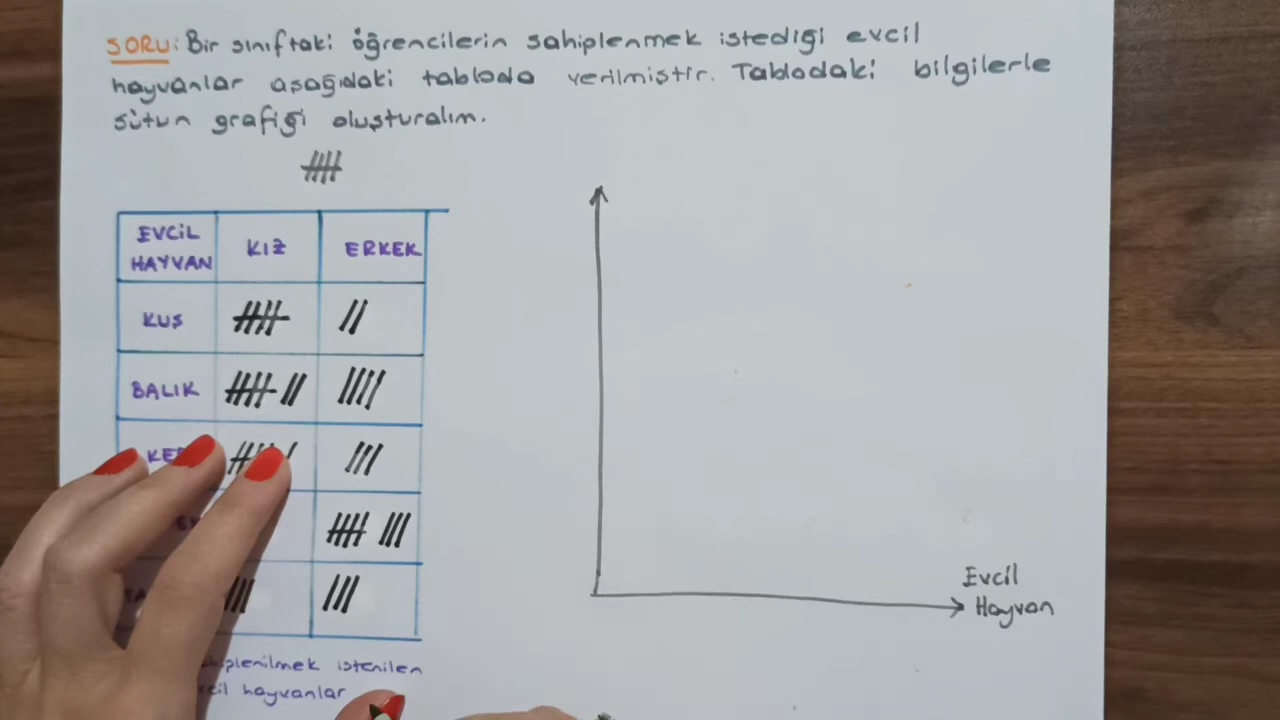 SORU: Bir sınıftaki öğrencilerin sahiplenmek istediği evcil
hayvanlar aşağıdaki tabloda verilmiştir. Tablodaki bilgilerle
sütun grafiği oluşturalım.
EVCİL
HAYVAN
KIZ
ERKEK
KUŞ
BALIK
istenilen
hayvanlar
Evcil
Hayvan